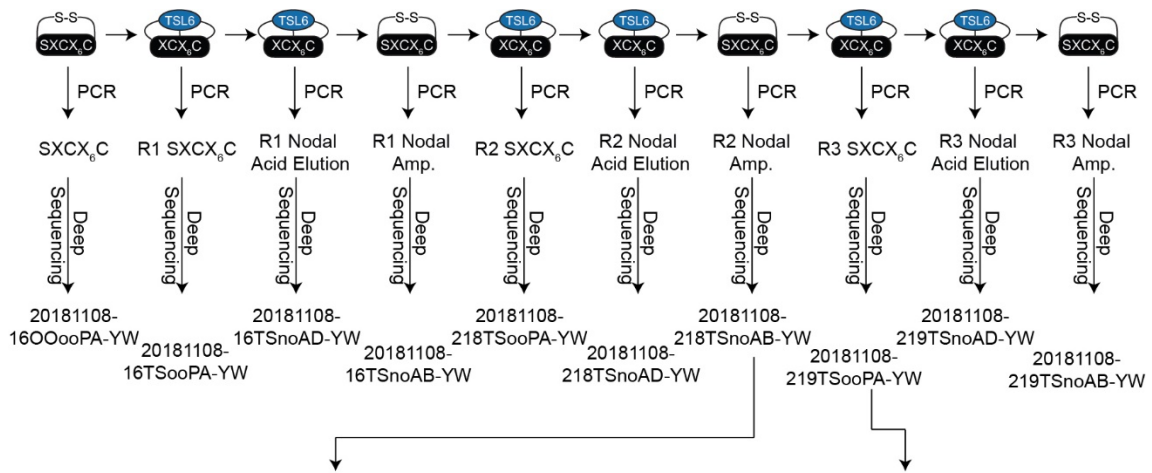 S-S TSL6 TSL6 S-S TSL6 TSL6 S-S TSL6 TSL6 S-S
SXCX₆C XCX₆C XCX₆C SXCX₆C XCX₆C XCX₆C SXCX₆C XCX₆C XCX₆C SXCX₆C
PCR PCR PCR PCR PCR PCR PCR PCR PCR PCR
SXCX₆C
R1 SXCX₆C
R1 Nodal
Acid Elution
R1 Nodal
Amp.
R2 SXCX₆C
R2 Nodal
Acid Elution
R2 Nodal
Amp.
R3 SXCX₆C
R3 Nodal
Acid Elution
R3 Nodal
Amp.
Deep
Sequencing
Deep
Sequencing
Deep
Sequencing
Deep
Sequencing
Deep
Sequencing
Deep
Sequencing
Deep
Sequencing
Deep
Sequencing
Deep
Sequencing
Deep
Sequencing
20181108-
16OOooPA-YW
20181108-
16TSooPA-YW
20181108-
16TSnoAD-YW
20181108-
16TSnoAB-YW
20181108-
218TSooPA-YW
20181108-
218TSnoAD-YW
20181108-
218TSnoAB-YW
20181108-
219TSooPA-YW
20181108-
219TSnoAD-YW
20181108-
219TSnoAB-YW